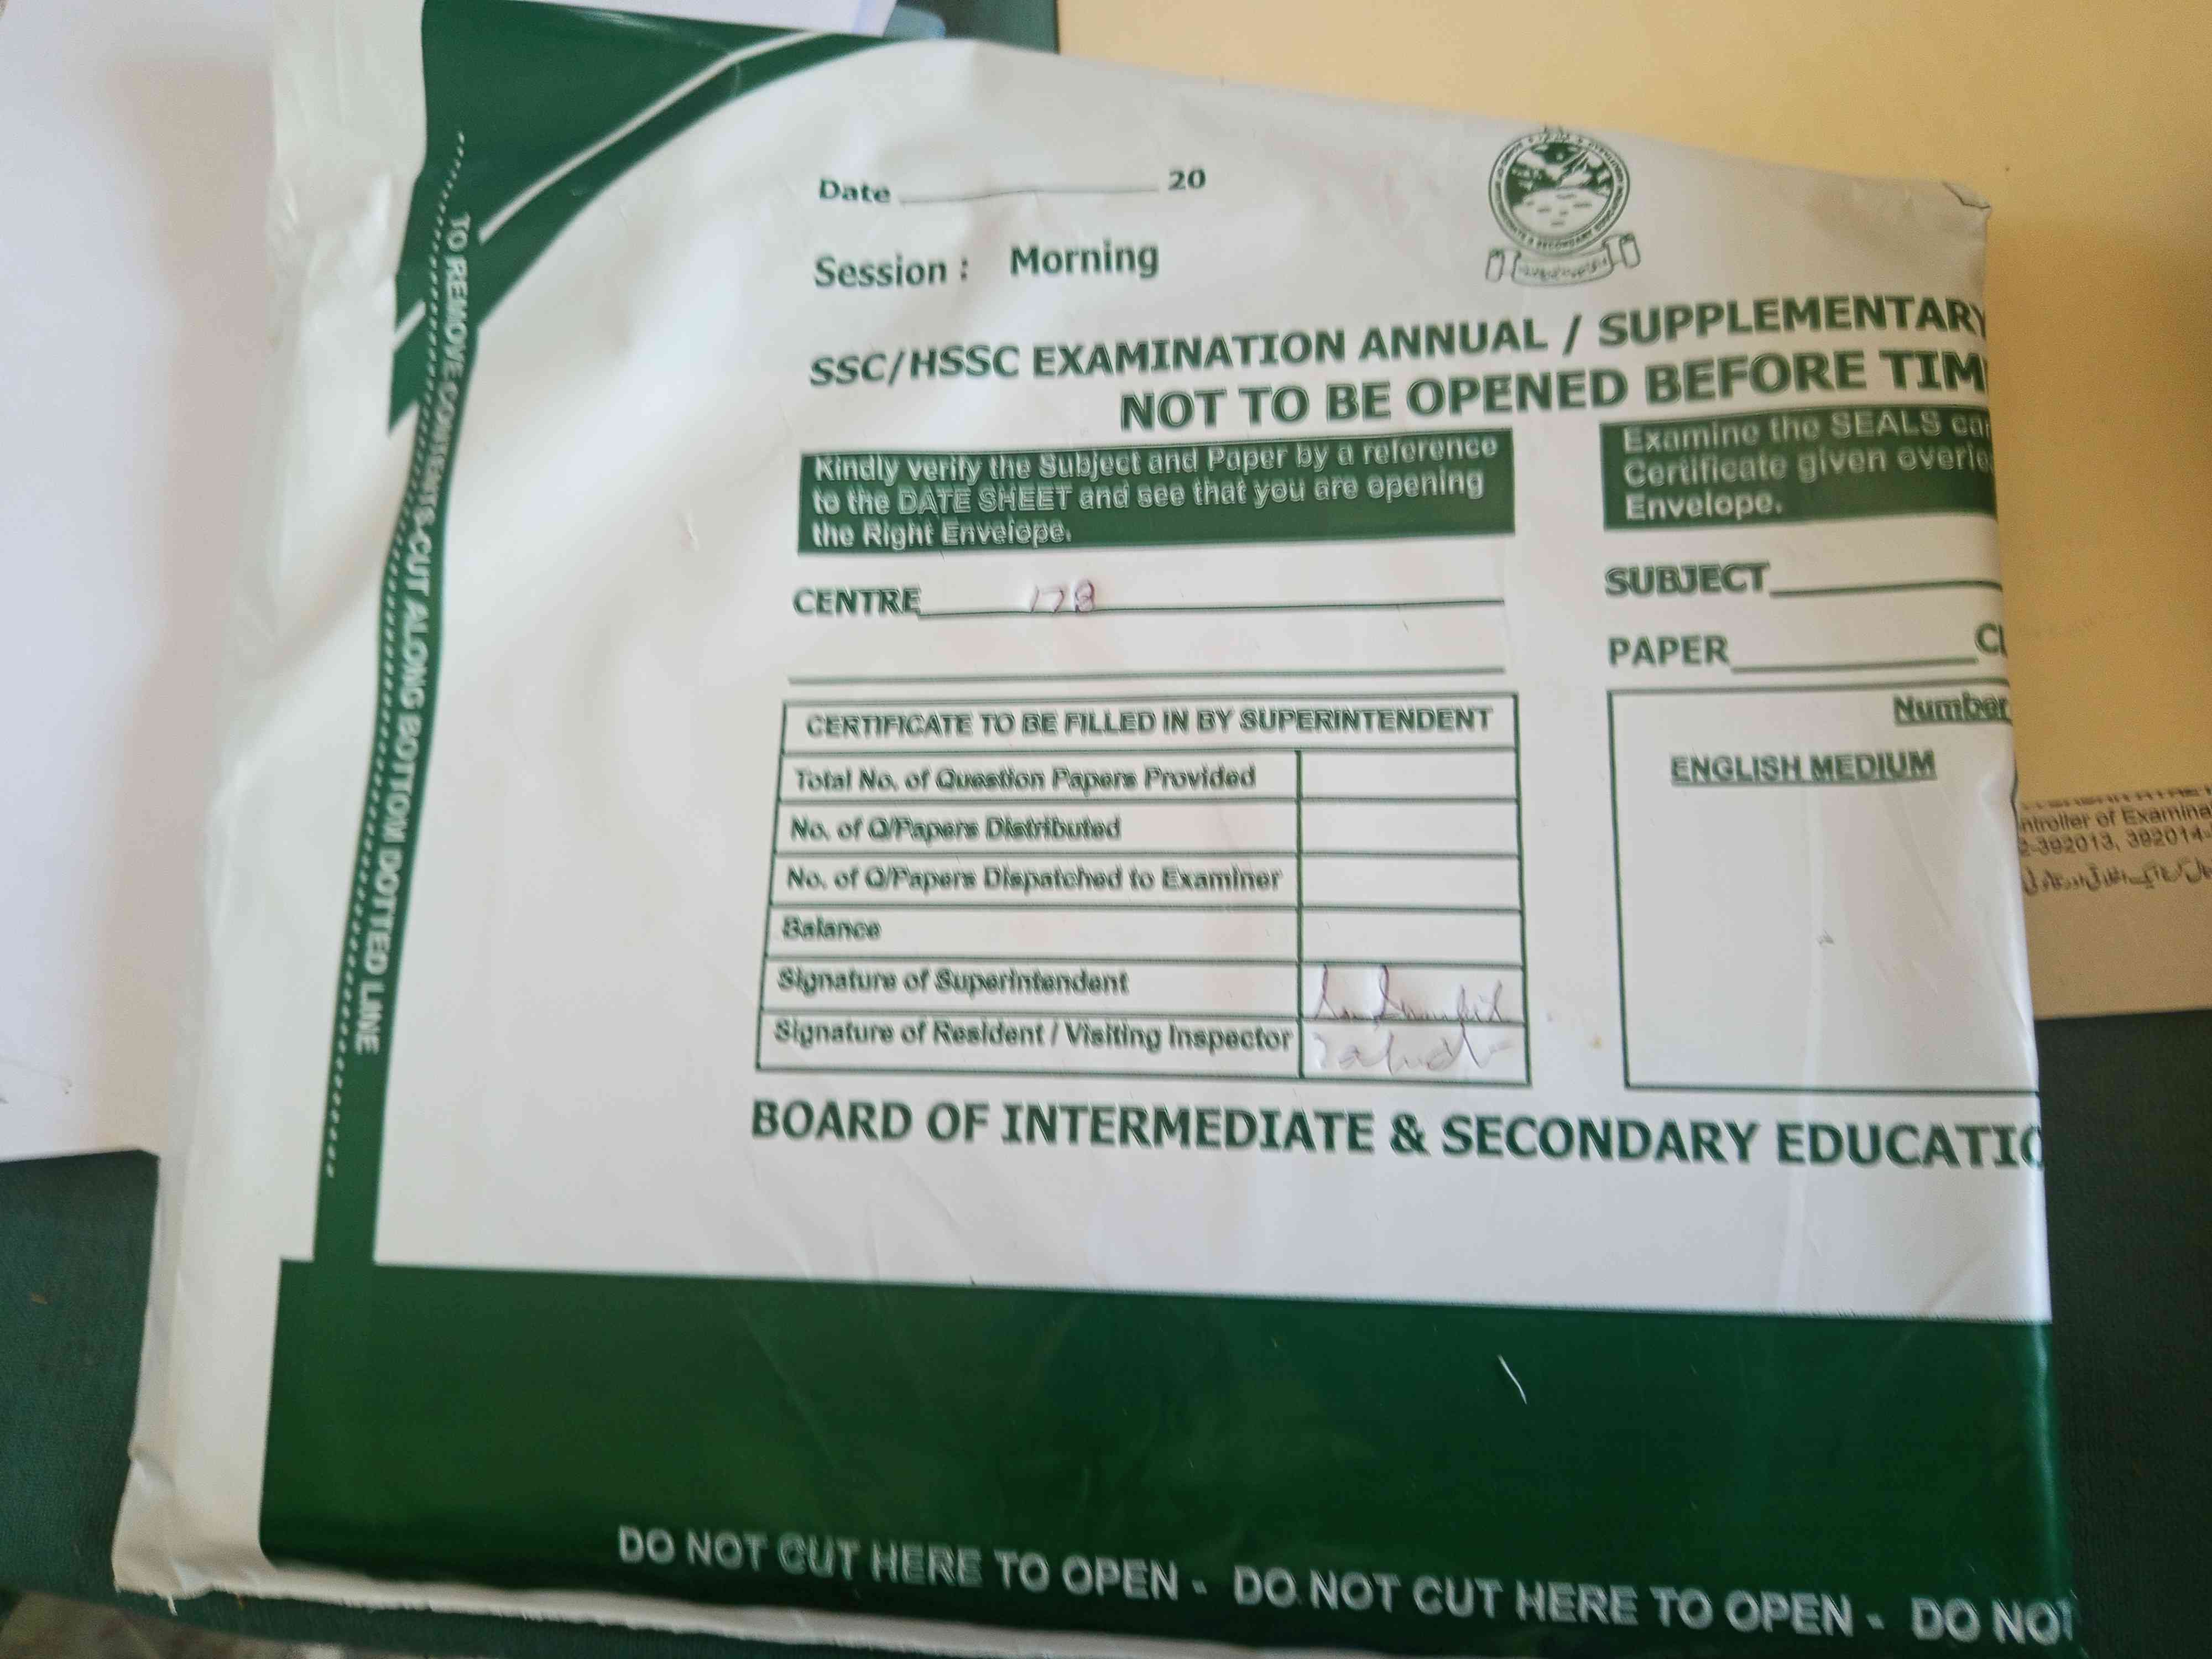 TO REMOVE CONTENTS-CUT ALONG BOTTOM DOTTED LINE
Date 20
Session : Morning
SSC/HSSC EXAMINATION ANNUAL / SUPPLEMENTARY
NOT TO BE OPENED BEFORE TIM
Kindly verify the Subject and Paper by a reference
to the DATE SHEET and see that you are opening
the Right Envelope.
Examine the SEALS car
Certificate given overle
Envelope.
CENTRE 178
SUBJECT
PAPER CL
CERTIFICATE TO BE FILLED IN BY SUPERINTENDENT
Total No. of Question Papers Provided
No. of Q/Papers Distributed
No. of Q/Papers Dispatched to Examiner
Balance
Signature of Superintendent
Signature of Resident / Visiting Inspector
Number
ENGLISH MEDIUM
ntroller of Examina
2-392013, 392014-
BOARD OF INTERMEDIATE & SECONDARY EDUCATIO
DO NOT CUT HERE TO OPEN - DO NOT CUT HERE TO OPEN - DO NOT